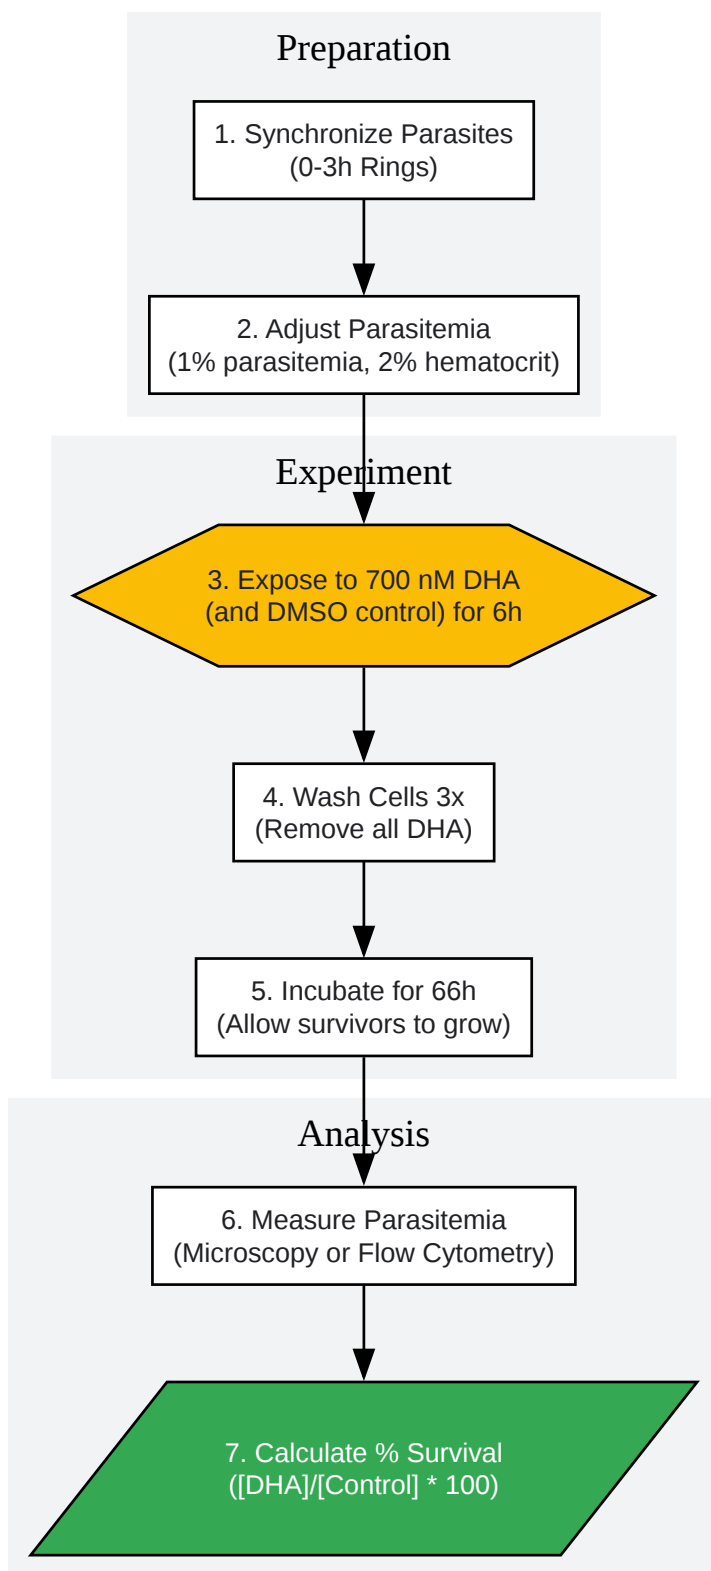 Preparation
1. Synchronize Parasites
(0-3h Rings)
2. Adjust Parasitemia
(1% parasitemia, 2% hematocrit)
Experiment
3. Expose to 700 nM DHA
(and DMSO control) for 6h
4. Wash Cells 3x
(Remove all DHA)
5. Incubate for 66h
(Allow survivors to grow)
Analysis
6. Measure Parasitemia
(Microscopy or Flow Cytometry)
7. Calculate % Survival
([DHA]/[Control] * 100)